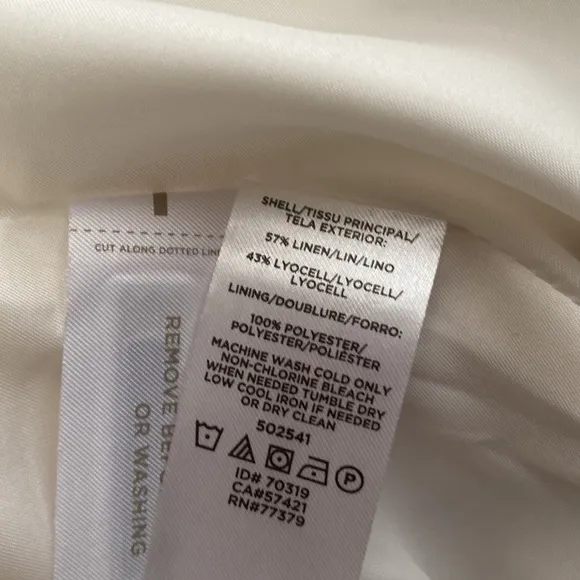 SHELL/TISSU PRINCIPAL/
TELA EXTERIOR:
57% LINEN/LIN/LINO
43% LYOCELL/LYOCELL/
LYOCELL
LINING/DOUBLURE/FORRO:
100% POLYESTER/
POLYESTER/POLIÉSTER
MACHINE WASH COLD ONLY
NON-CHLORINE BLEACH
WHEN NEEDED TUMBLE DRY
LOW COOL IRON IF NEEDED
OR DRY CLEAN
502541
P
ID# 70319
CA#57421
RN#77379
CUT ALONG DOTTED
REMOVE
OR WASHING